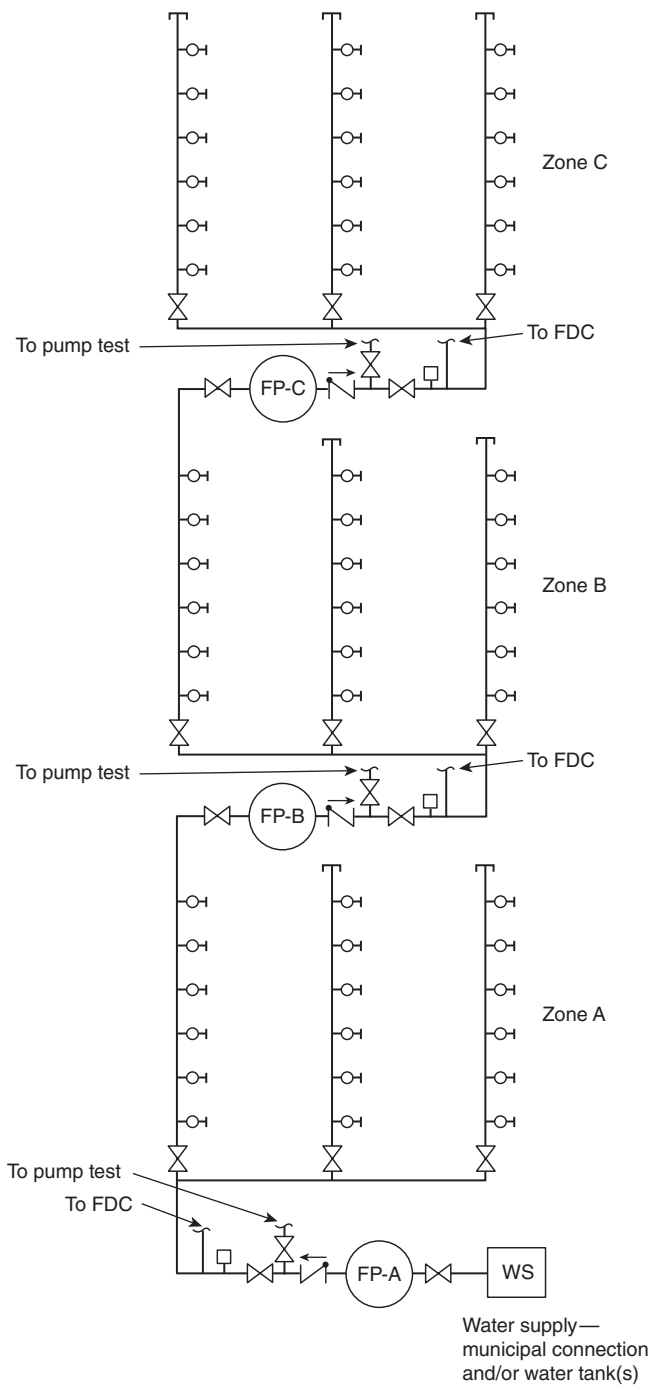 Zone C
To pump test
To FDC
FP-C
Zone B
To pump test
To FDC
FP-B
Zone A
To pump test
To FDC
FP-A
WS
Water supply—
municipal connection
and/or water tank(s)